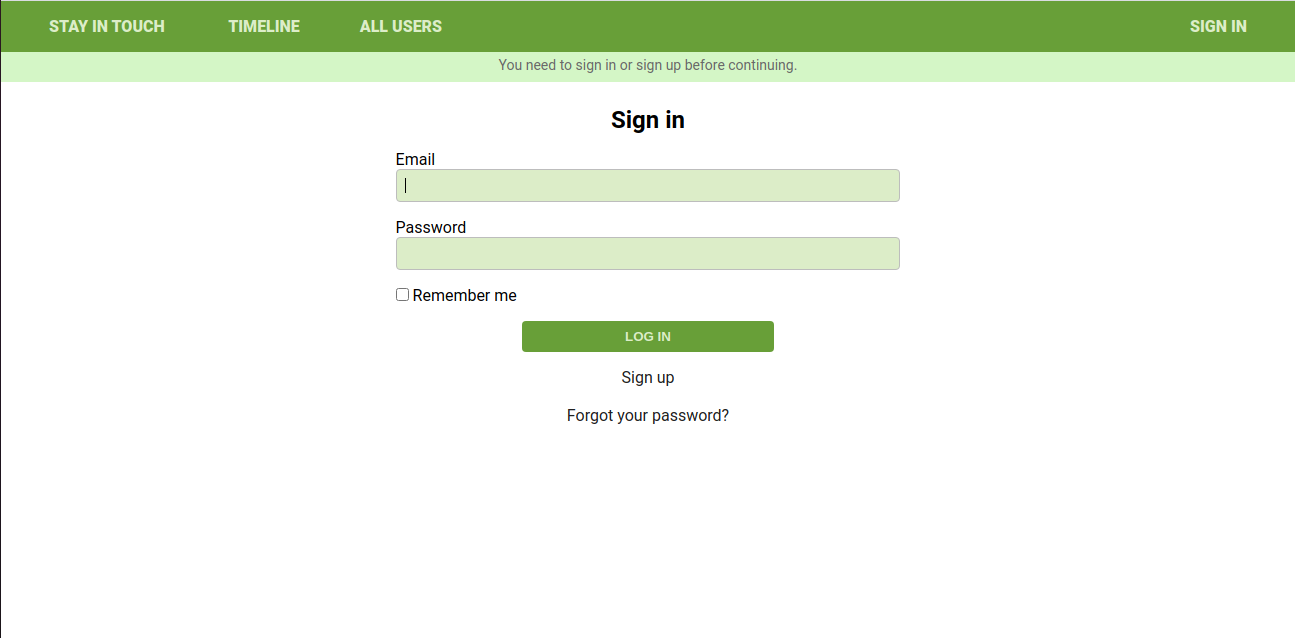 STAY IN TOUCH TIMELINE ALL USERS SIGN IN
You need to sign in or sign up before continuing.
Sign in
Email
Password
Remember me
LOG IN
Sign up
Forgot your password?